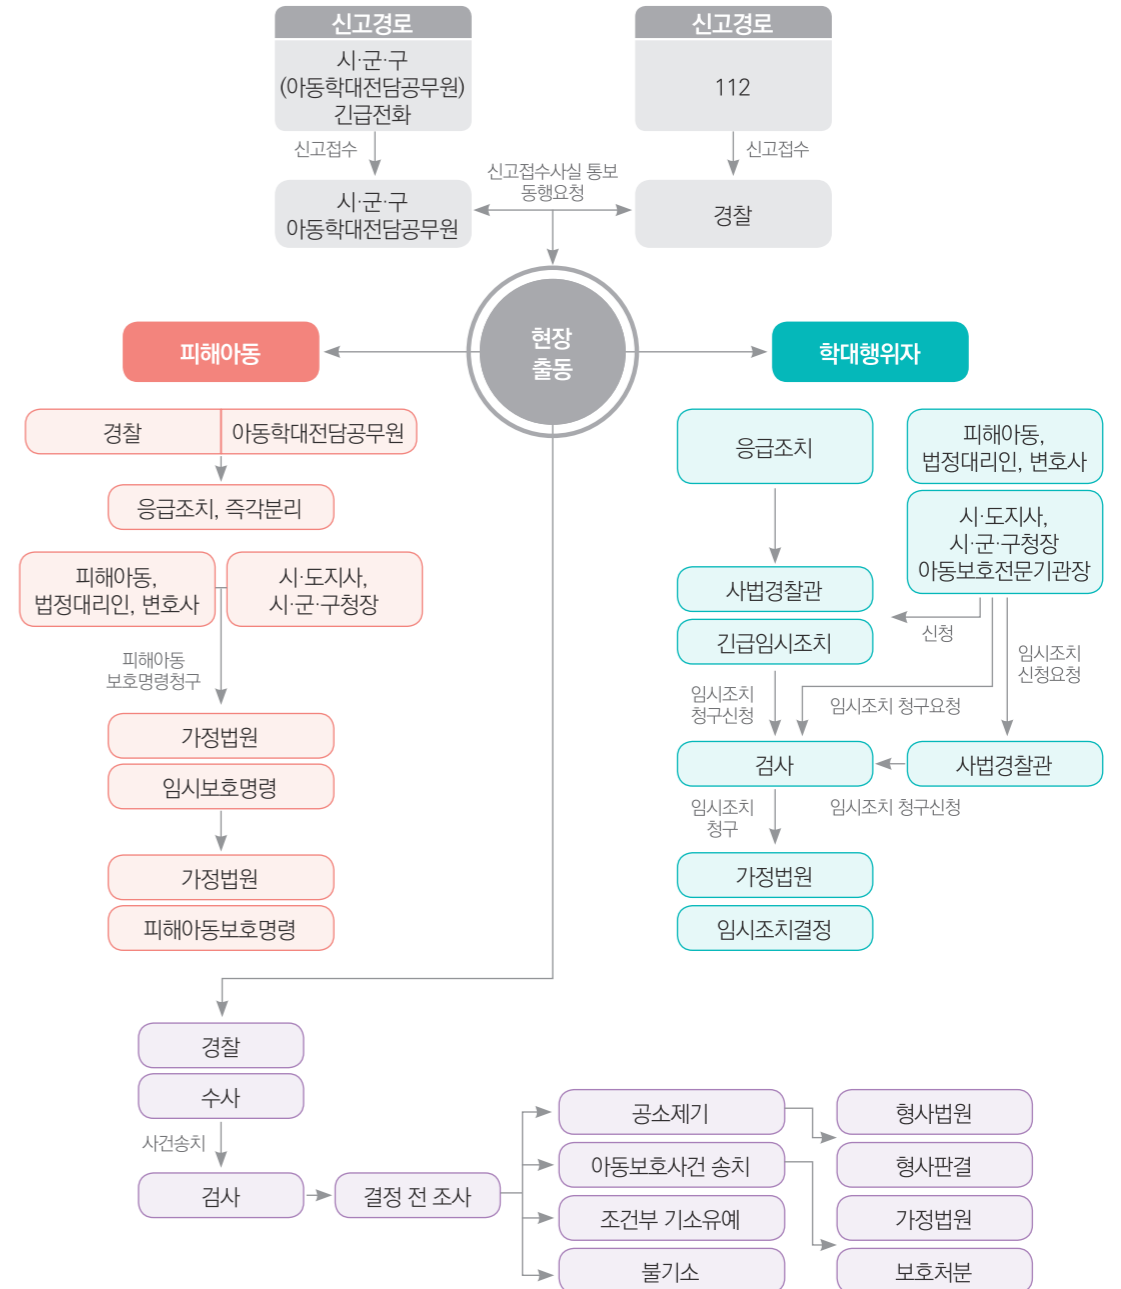 신고경로
시·군·구
(아동학대전담공무원)
긴급전화
신고경로
112
신고접수
신고접수
신고접수사실 통보
동행요청
시·군·구
아동학대전담공무원
경찰
현장
출동
피해아동
학대행위자
경찰
아동학대전담공무원
응급조치, 즉각분리
피해아동,
법정대리인, 변호사
시·도지사,
시·군·구청장
피해아동
보호명령청구
가정법원
임시보호명령
가정법원
피해아동보호명령
응급조치
피해아동,
법정대리인, 변호사
시·도지사,
시·군·구청장
아동보호전문기관장
사법경찰관
긴급임시조치
신청
임시조치
신청요청
임시조치
청구신청
임시조치 청구요청
검사
사법경찰관
임시조치
청구
임시조치 청구신청
가정법원
임시조치결정
경찰
수사
사건송치
검사
결정 전 조사
공소제기
아동보호사건 송치
조건부 기소유예
불기소
형사법원
형사판결
가정법원
보호처분